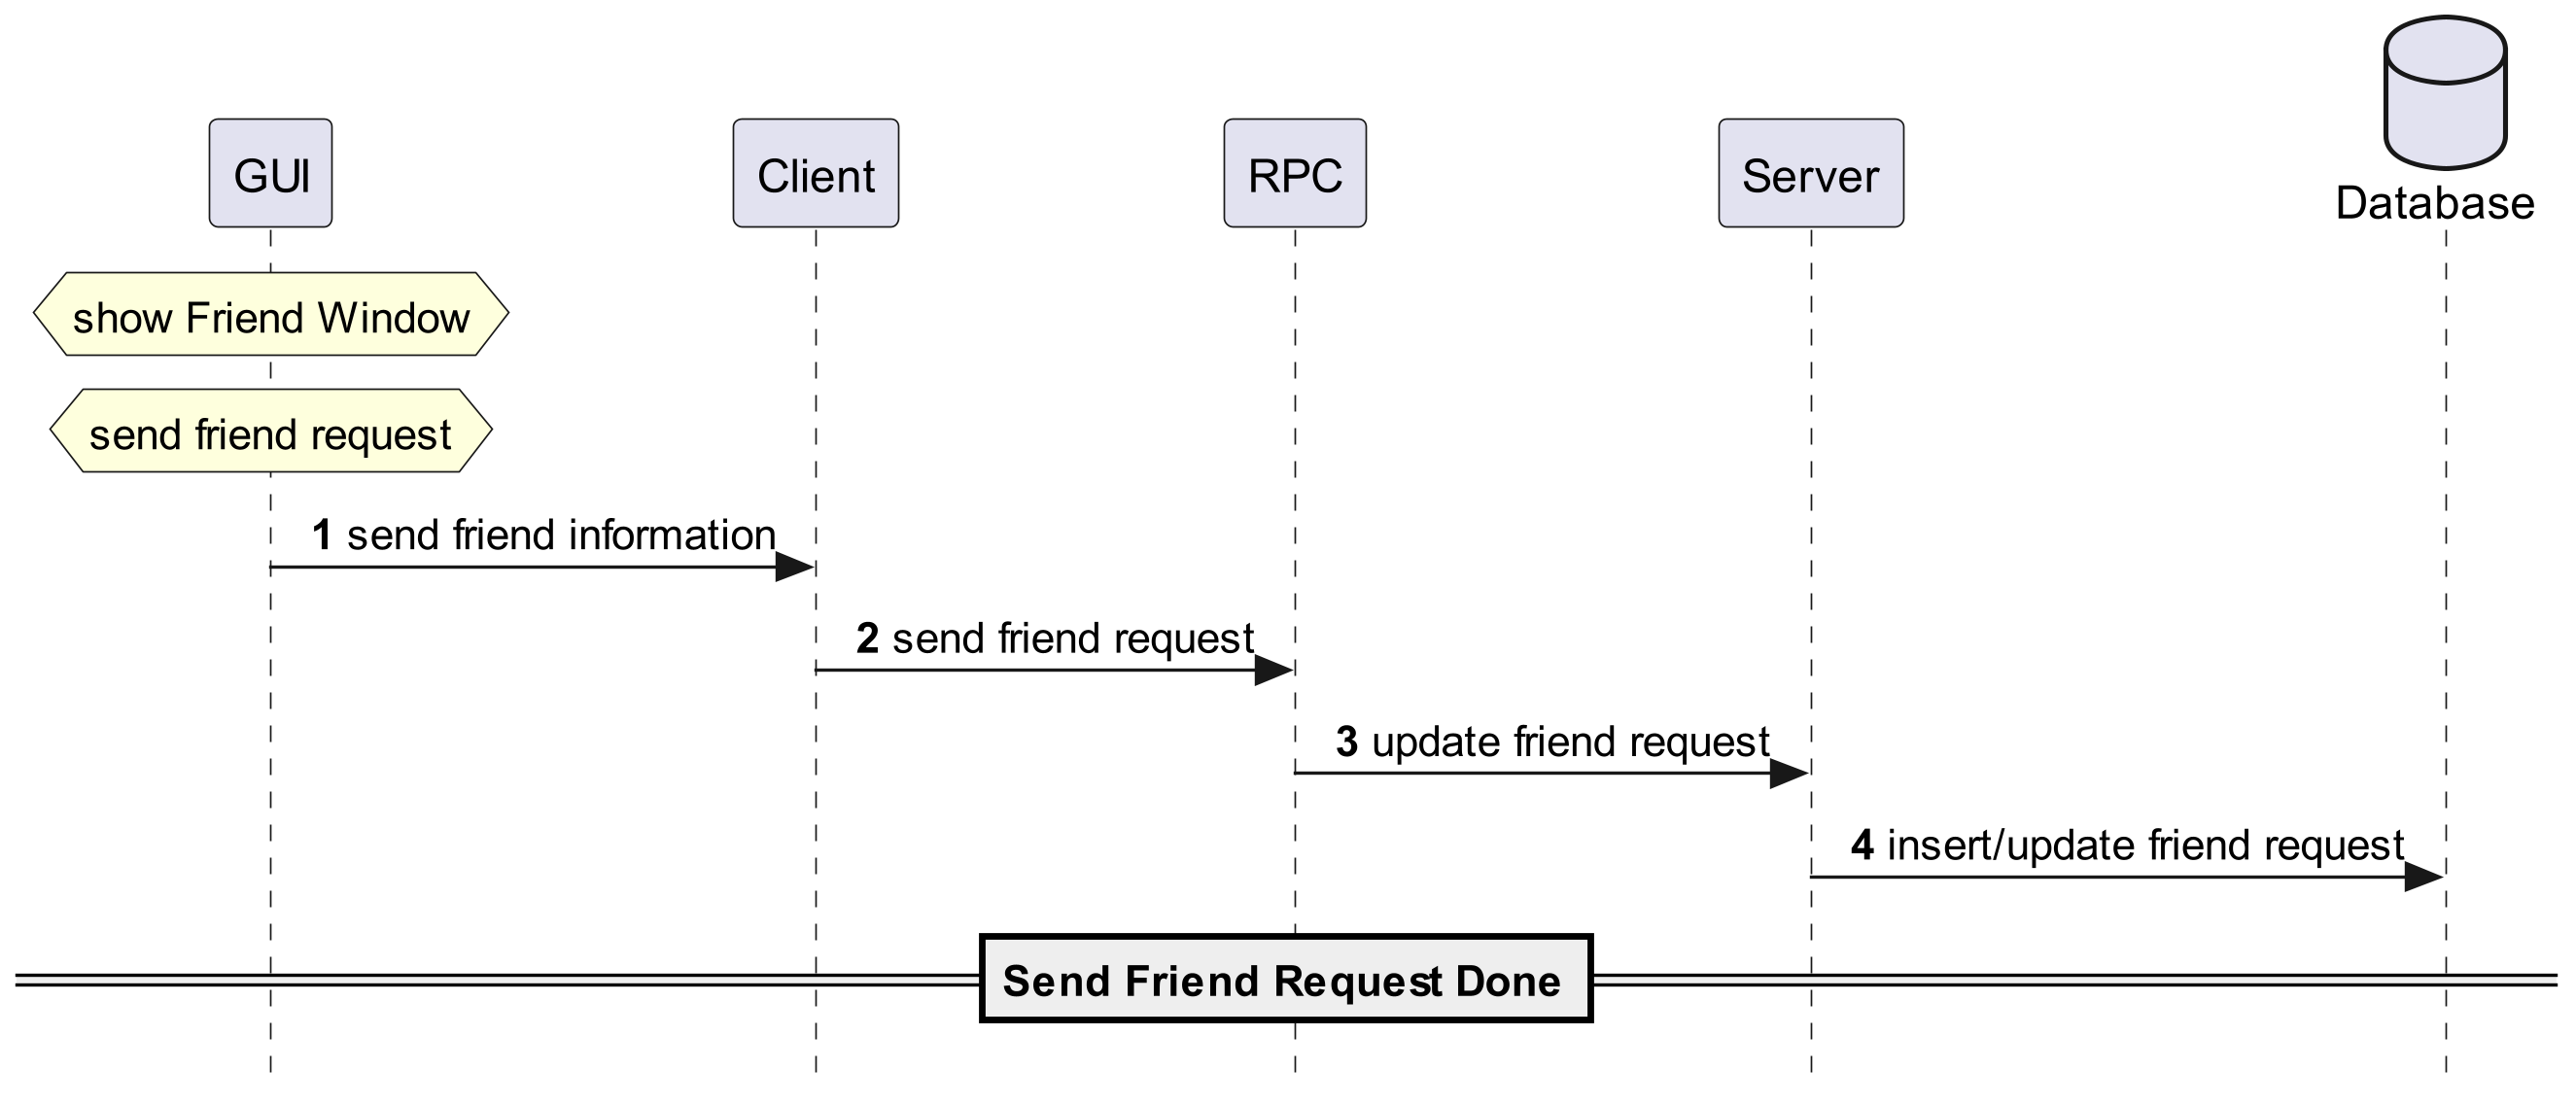 GUI
Client
RPC
Server
Database
show Friend Window
send friend request
1 send friend information
2 send friend request
3 update friend request
4 insert/update friend request
Send Friend Request Done